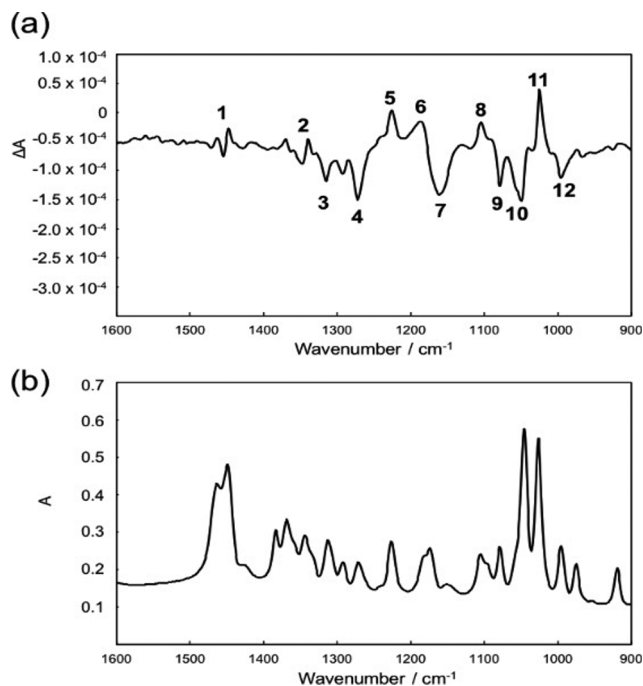 (a)
1.0 x 10⁻⁴
0.5 x 10⁻⁴
0
-0.5 x 10⁻⁴
-1.0 x 10⁻⁴
-1.5 x 10⁻⁴
-2.0 x 10⁻⁴
-2.5 x 10⁻⁴
-3.0 x 10⁻⁴
ΔA
1 2 3 4 5 6 7 8 9 10 11 12
1600 1500 1400 1300 1200 1100 1000 900
Wavenumber / cm⁻¹
(b)
0.7
0.6
0.5
0.4
0.3
0.2
0.1
A
1600 1500 1400 1300 1200 1100 1000 900
Wavenumber / cm⁻¹